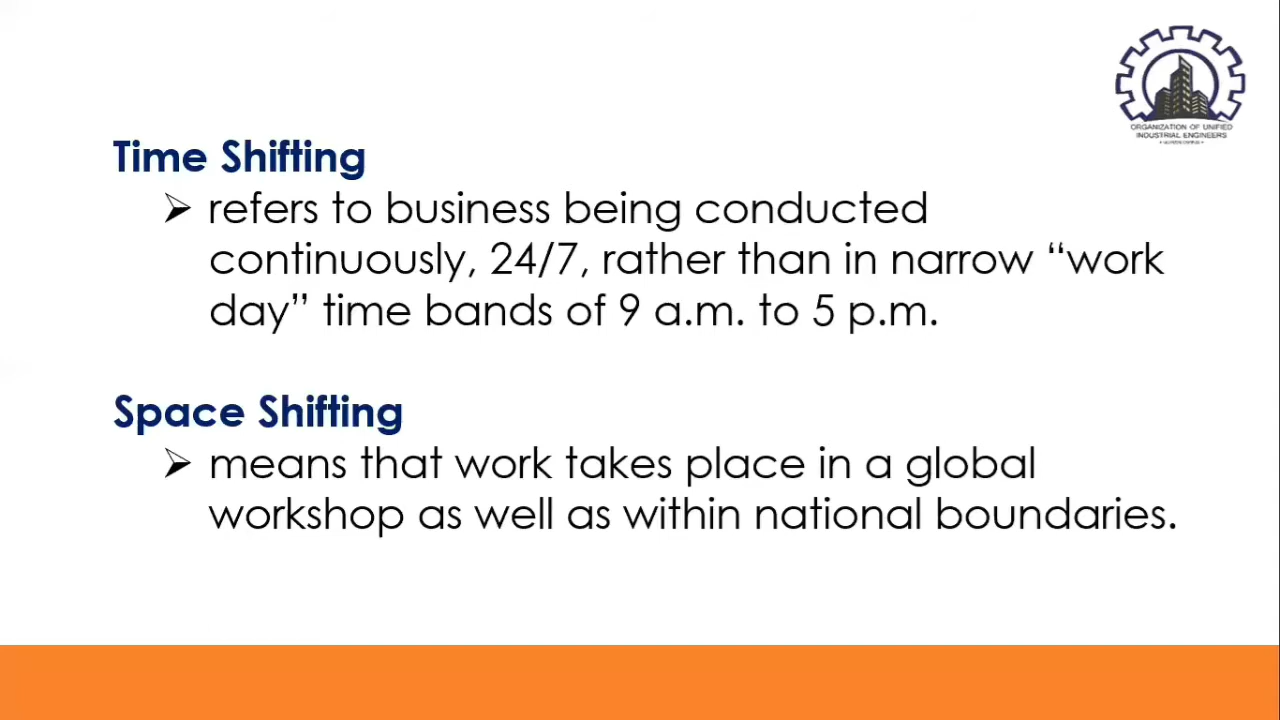 ORGANIZATION OF UNIFIED
INDUSTRIAL ENGINEERS
Time Shifting
➢ refers to business being conducted
continuously, 24/7, rather than in narrow “work
day” time bands of 9 a.m. to 5 p.m.
Space Shifting
➢ means that work takes place in a global
workshop as well as within national boundaries.